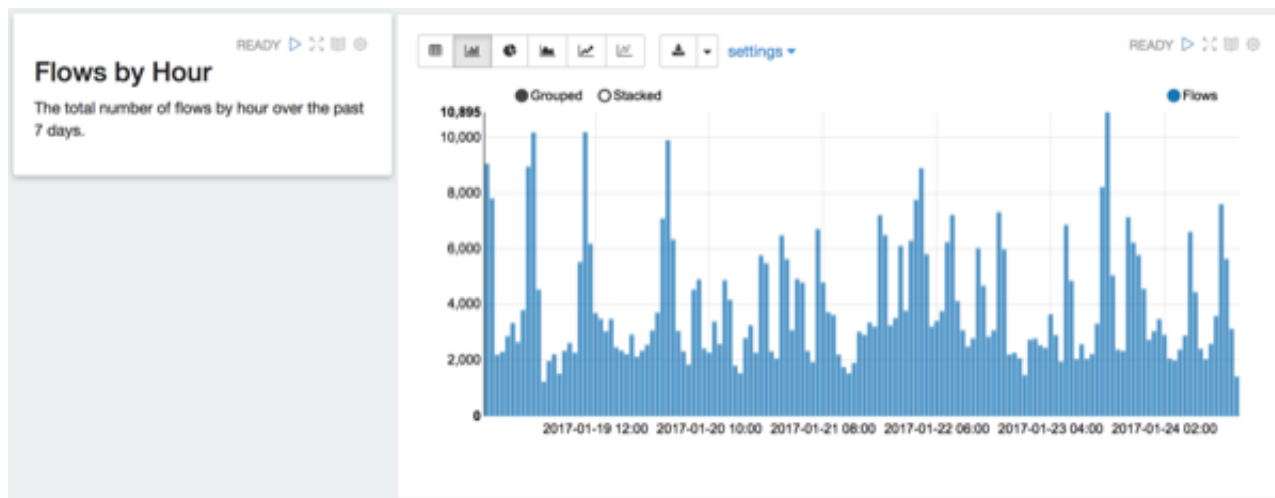 READY
Flows by Hour
The total number of flows by hour over the past
7 days.
settings
READY
Grouped Stacked
Flows
10,895
10,000
8,000
6,000
4,000
2,000
0
2017-01-19 12:00 2017-01-20 10:00 2017-01-21 08:00 2017-01-22 06:00 2017-01-23 04:00 2017-01-24 02:00